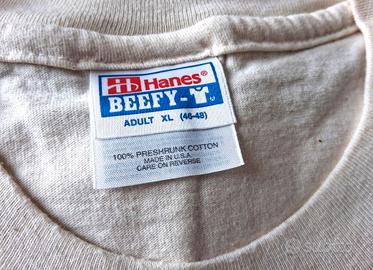 Hanes®
BEEFY-T
ADULT XL (46-48)
100% PRESHRUNK COTTON
MADE IN U.S.A.
CARE ON REVERSE